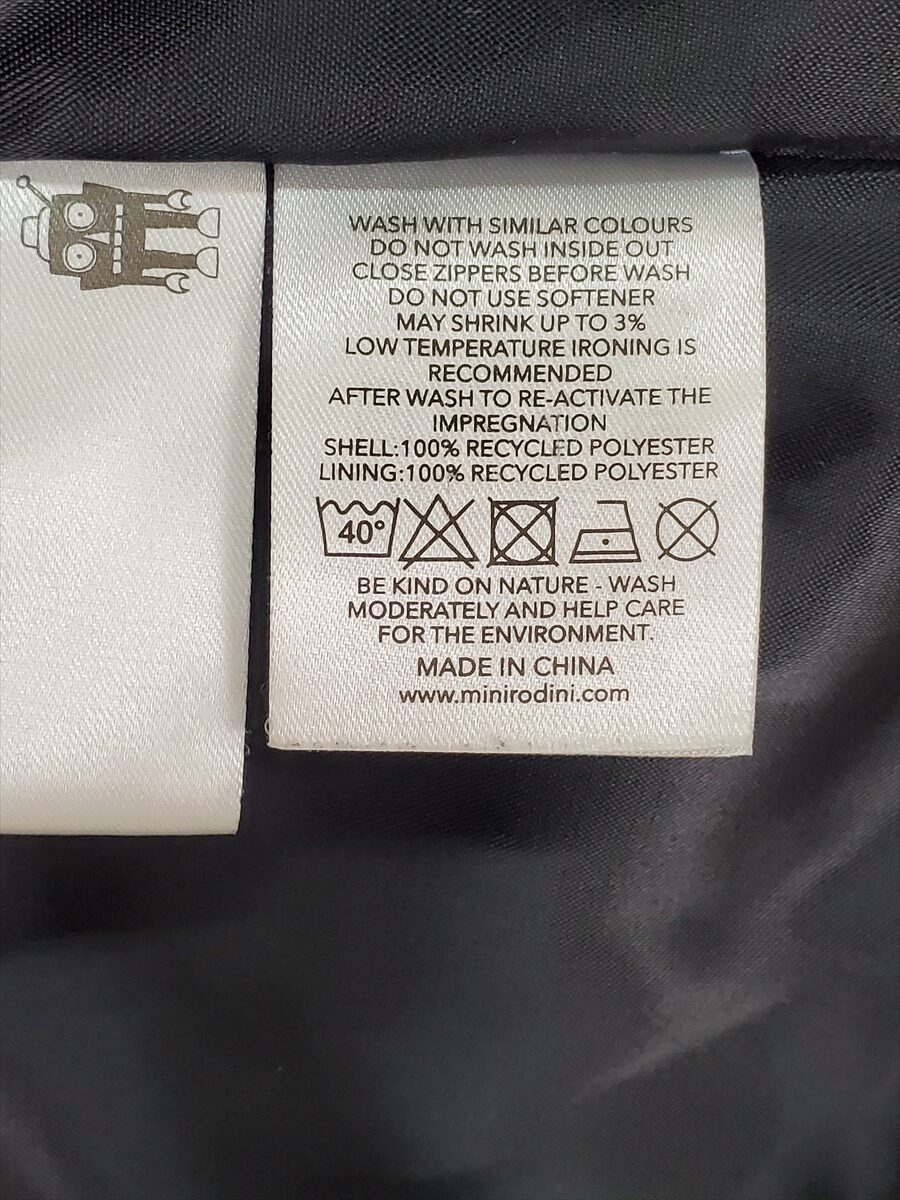 WASH WITH SIMILAR COLOURS
DO NOT WASH INSIDE OUT
CLOSE ZIPPERS BEFORE WASH
DO NOT USE SOFTENER
MAY SHRINK UP TO 3%
LOW TEMPERATURE IRONING IS
RECOMMENDED
AFTER WASH TO RE-ACTIVATE THE
IMPREGNATION
SHELL:100% RECYCLED POLYESTER
LINING:100% RECYCLED POLYESTER
40°
BE KIND ON NATURE - WASH
MODERATELY AND HELP CARE
FOR THE ENVIRONMENT.
MADE IN CHINA
www.minirodini.com